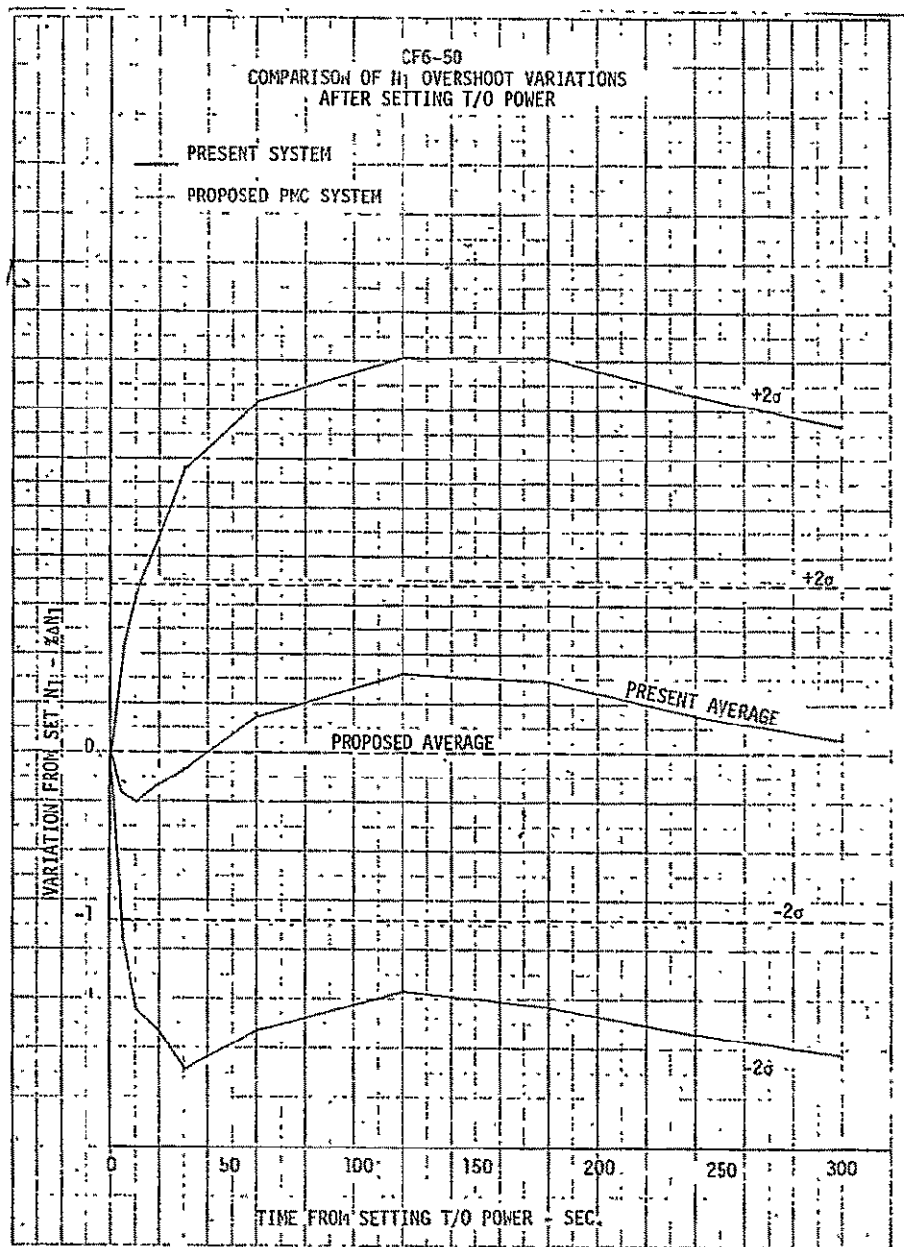 CF6-50
COMPARISON OF N1 OVERSHOOT VARIATIONS
AFTER SETTING T/O POWER
PRESENT SYSTEM
PROPOSED PMC SYSTEM
+2σ
+2σ
PRESENT AVERAGE
PROPOSED AVERAGE
-2σ
-2σ
VARIATION FROM SET N1 - %ΔN1
0
-1
0 50 100 150 200 250 300
TIME FROM SETTING T/O POWER - SEC.